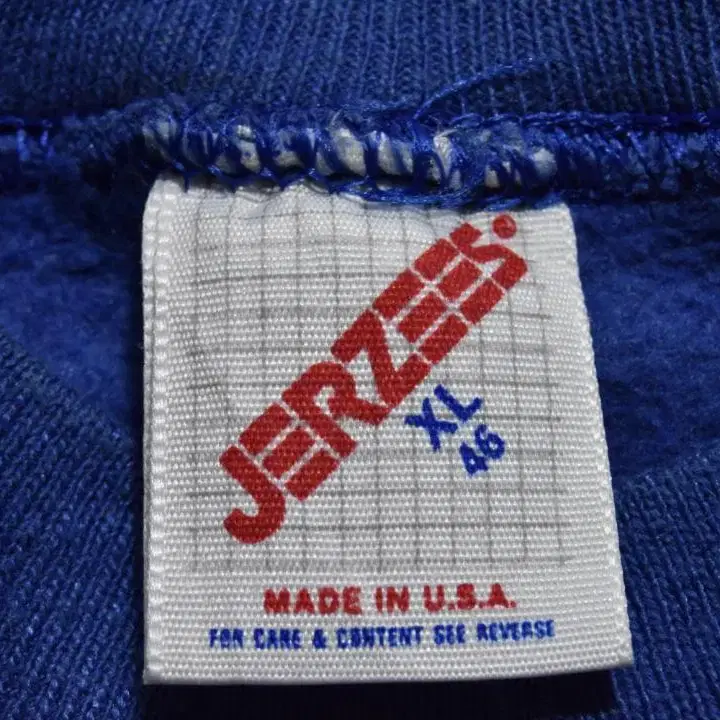 JERZEES®
XL
46
MADE IN U.S.A.
FOR CARE & CONTENT SEE REVERSE